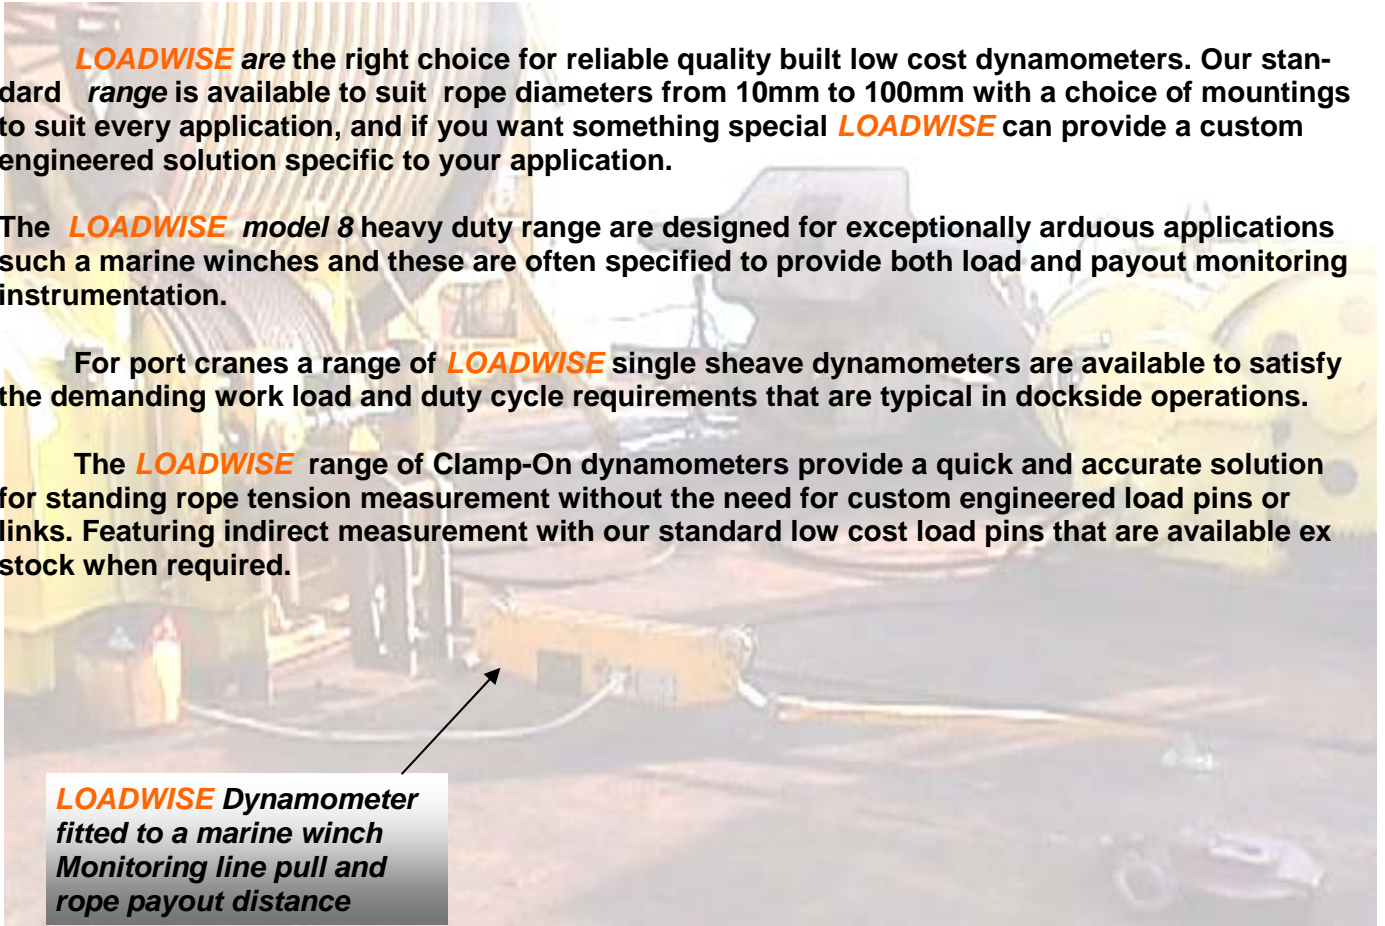 LOADWISE are the right choice for reliable quality built low cost dynamometers. Our stan-
dard range is available to suit rope diameters from 10mm to 100mm with a choice of mountings
to suit every application, and if you want something special LOADWISE can provide a custom
engineered solution specific to your application.
The LOADWISE model 8 heavy duty range are designed for exceptionally arduous applications
such a marine winches and these are often specified to provide both load and payout monitoring
instrumentation.
For port cranes a range of LOADWISE single sheave dynamometers are available to satisfy
the demanding work load and duty cycle requirements that are typical in dockside operations.
The LOADWISE range of Clamp-On dynamometers provide a quick and accurate solution
for standing rope tension measurement without the need for custom engineered load pins or
links. Featuring indirect measurement with our standard low cost load pins that are available ex
stock when required.
LOADWISE Dynamometer
fitted to a marine winch
Monitoring line pull and
rope payout distance